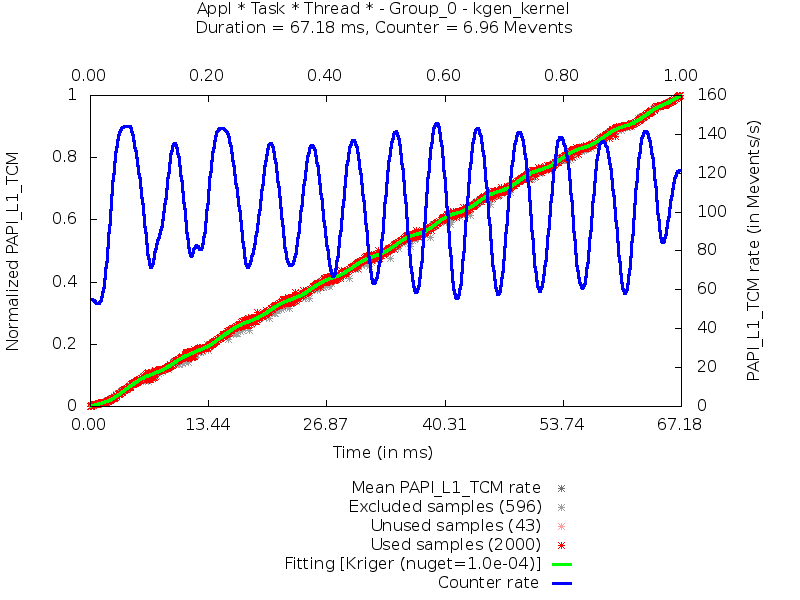 Appl * Task * Thread * - Group_0 - kgen_kernel
Duration = 67.18 ms, Counter = 6.96 Mevents
0.00 0.20 0.40 0.60 0.80 1.00
1 160
140
0.8
120
0.6
100
80
0.4
60
40
0.2
20
0 0
Normalized PAPI_L1_TCM
PAPI_L1_TCM rate (in Mevents/s)
0.00 13.44 26.87 40.31 53.74 67.18
Time (in ms)
Mean PAPI_L1_TCM rate
Excluded samples (596)
Unused samples (43)
Used samples (2000)
Fitting [Kriger (nuget=1.0e-04)]
Counter rate